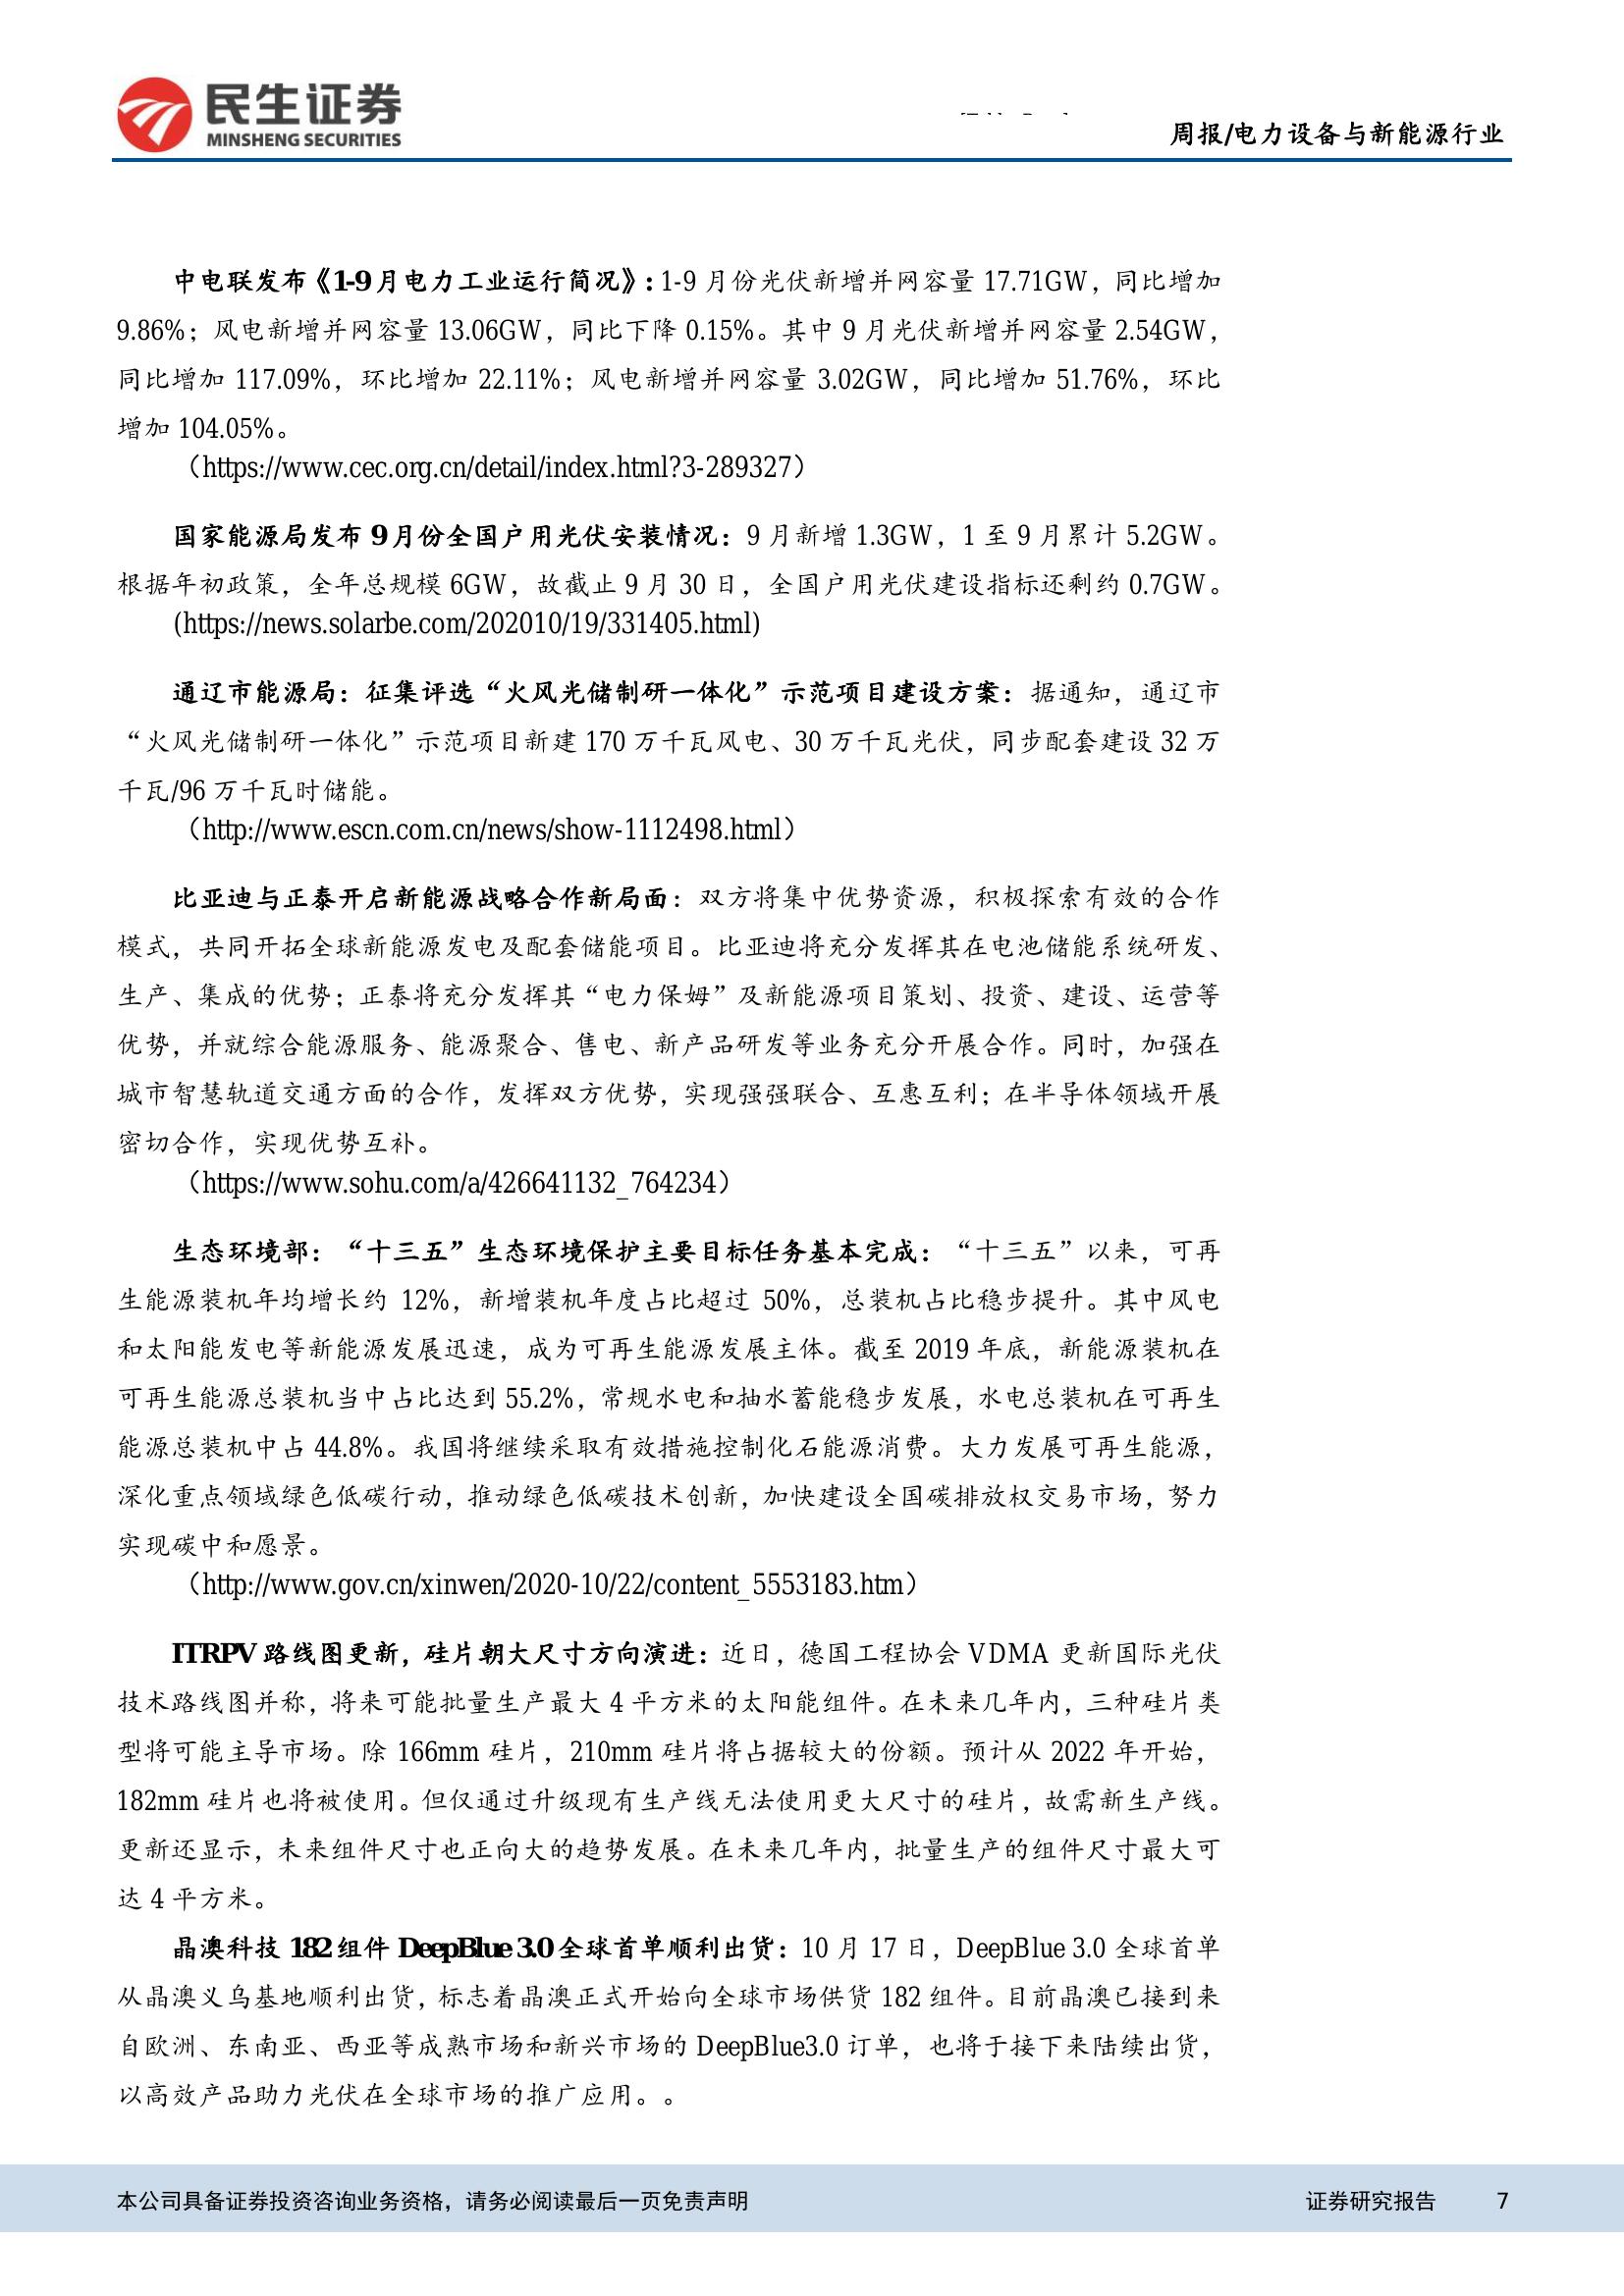 民生证券
MINSHENG SECURITIES
周报/电力设备与新能源行业
中电联发布《1-9月电力工业运行简况》：1-9 月份光伏新增并网容量 17.71GW，同比增加
9.86%；风电新增并网容量 13.06GW，同比下降 0.15%。其中 9 月光伏新增并网容量 2.54GW，
同比增加 117.09%，环比增加 22.11%；风电新增并网容量 3.02GW，同比增加 51.76%，环比
增加 104.05%。
（https://www.cec.org.cn/detail/index.html?3-289327）
国家能源局发布 9月份全国户用光伏安装情况：9 月新增 1.3GW，1 至 9 月累计 5.2GW。
根据年初政策，全年总规模 6GW，故截止 9 月 30 日，全国户用光伏建设指标还剩约 0.7GW。
(https://news.solarbe.com/202010/19/331405.html)
通辽市能源局：征集评选“火风光储制研一体化”示范项目建设方案：据通知，通辽市
“火风光储制研一体化”示范项目新建 170 万千瓦风电、30 万千瓦光伏，同步配套建设 32 万
千瓦/96 万千瓦时储能。
（http://www.escn.com.cn/news/show-1112498.html）
比亚迪与正泰开启新能源战略合作新局面：双方将集中优势资源，积极探索有效的合作
模式，共同开拓全球新能源发电及配套储能项目。比亚迪将充分发挥其在电池储能系统研发、
生产、集成的优势；正泰将充分发挥其“电力保姆”及新能源项目策划、投资、建设、运营等
优势，并就综合能源服务、能源聚合、售电、新产品研发等业务充分开展合作。同时，加强在
城市智慧轨道交通方面的合作，发挥双方优势，实现强强联合、互惠互利；在半导体领域开展
密切合作，实现优势互补。
（https://www.sohu.com/a/426641132_764234）
生态环境部：“十三五”生态环境保护主要目标任务基本完成：“十三五”以来，可再
生能源装机年均增长约 12%，新增装机年度占比超过 50%，总装机占比稳步提升。其中风电
和太阳能发电等新能源发展迅速，成为可再生能源发展主体。截至 2019 年底，新能源装机在
可再生能源总装机当中占比达到 55.2%，常规水电和抽水蓄能稳步发展，水电总装机在可再生
能源总装机中占 44.8%。我国将继续采取有效措施控制化石能源消费。大力发展可再生能源，
深化重点领域绿色低碳行动，推动绿色低碳技术创新，加快建设全国碳排放权交易市场，努力
实现碳中和愿景。
（http://www.gov.cn/xinwen/2020-10/22/content_5553183.htm）
ITRPV 路线图更新，硅片朝大尺寸方向演进：近日，德国工程协会 VDMA 更新国际光伏
技术路线图并称，将来可能批量生产最大 4 平方米的太阳能组件。在未来几年内，三种硅片类
型将可能主导市场。除 166mm 硅片，210mm 硅片将占据较大的份额。预计从 2022 年开始，
182mm 硅片也将被使用。但仅通过升级现有生产线无法使用更大尺寸的硅片，故需新生产线。
更新还显示，未来组件尺寸也正向大的趋势发展。在未来几年内，批量生产的组件尺寸最大可
达 4 平方米。
晶澳科技 182组件 DeepBlue 3.0全球首单顺利出货：10 月 17 日，DeepBlue 3.0 全球首单
从晶澳义乌基地顺利出货，标志着晶澳正式开始向全球市场供货 182 组件。目前晶澳已接到来
自欧洲、东南亚、西亚等成熟市场和新兴市场的 DeepBlue3.0 订单，也将于接下来陆续出货，
以高效产品助力光伏在全球市场的推广应用。。
本公司具备证券投资咨询业务资格，请务必阅读最后一页免责声明
证券研究报告 7